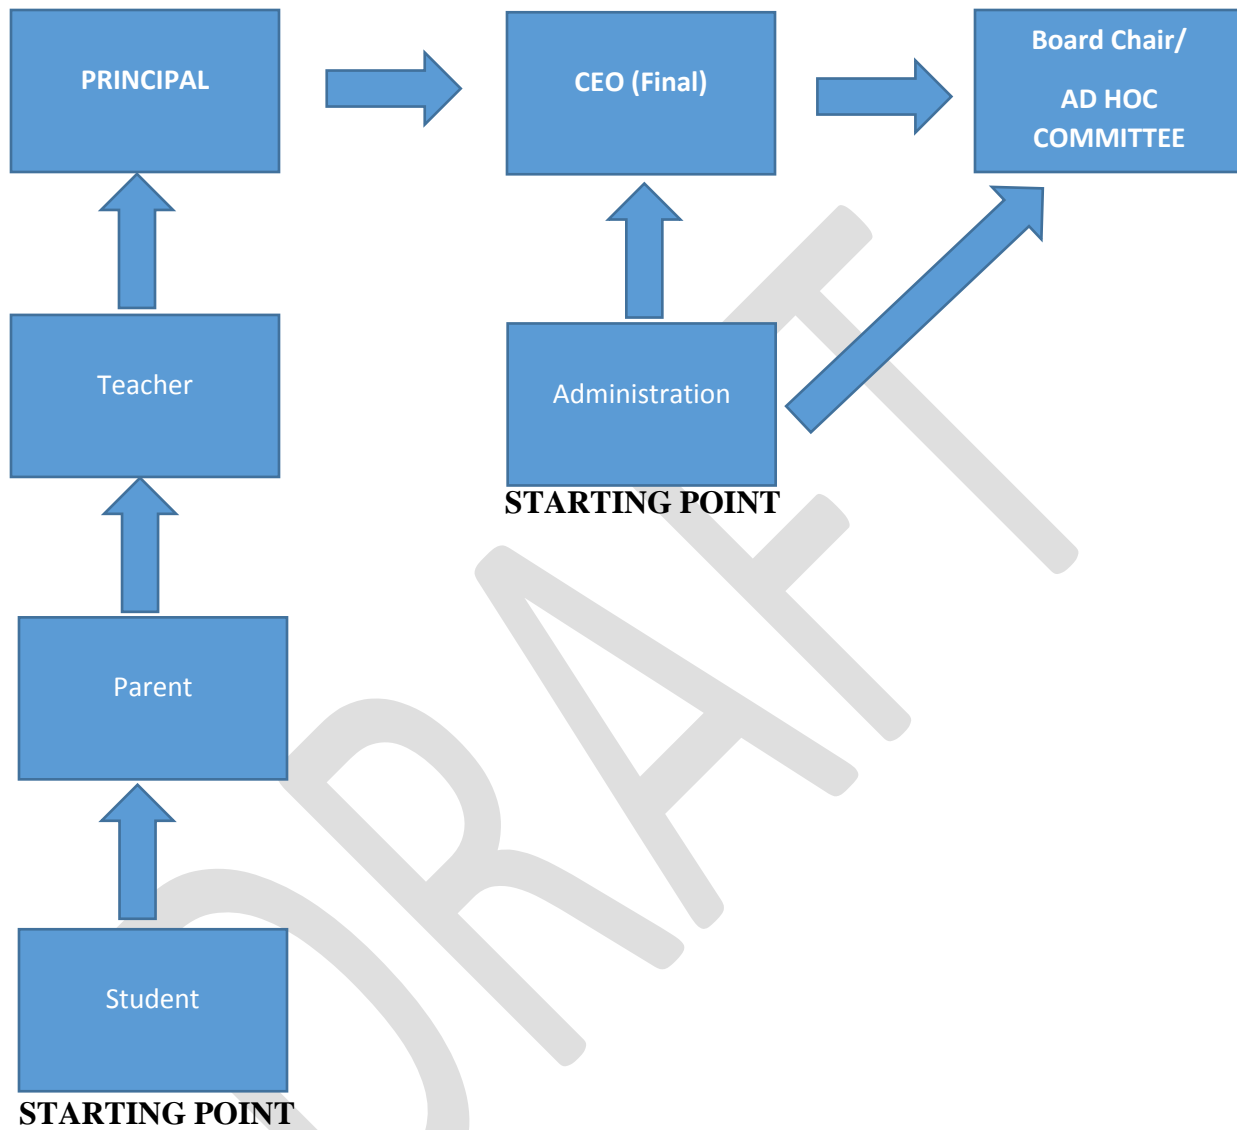 PRINCIPAL
CEO (Final)
Board Chair/
AD HOC
COMMITTEE
Teacher
Administration
STARTING POINT
Parent
Student
STARTING POINT
DRAFT